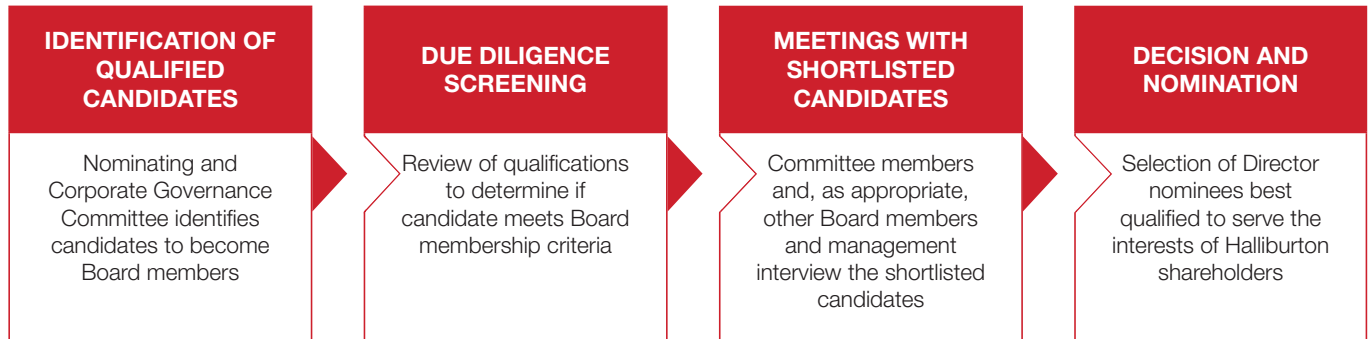 IDENTIFICATION OF
QUALIFIED
CANDIDATES
Nominating and
Corporate Governance
Committee identifies
candidates to become
Board members
DUE DILIGENCE
SCREENING
Review of qualifications
to determine if
candidate meets Board
membership criteria
MEETINGS WITH
SHORTLISTED
CANDIDATES
Committee members
and, as appropriate,
other Board members
and management
interview the shortlisted
candidates
DECISION AND
NOMINATION
Selection of Director
nominees best
qualified to serve the
interests of Halliburton
shareholders